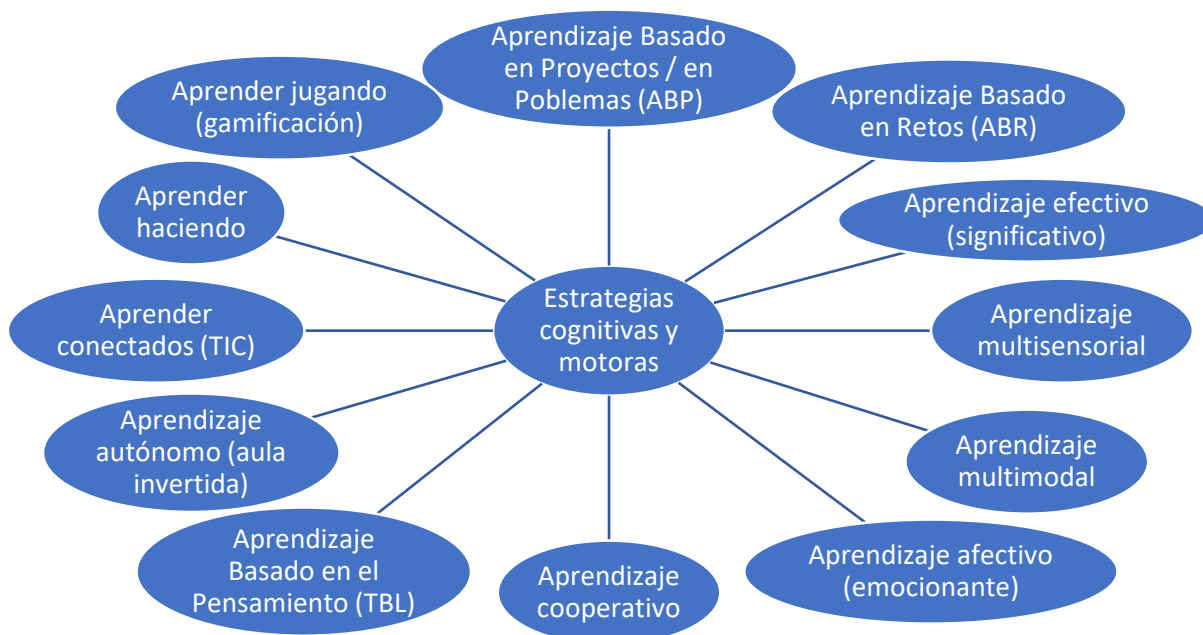 Aprendizaje Basado
en Proyectos / en
Poblemas (ABP)
Aprendizaje Basado
en Retos (ABR)
Aprendizaje efectivo
(significativo)
Aprendizaje
multisensorial
Aprendizaje
multimodal
Aprendizaje afectivo
(emocionante)
Aprendizaje
cooperativo
Aprendizaje
Basado en el
Pensamiento (TBL)
Aprendizaje
autónomo (aula
invertida)
Aprender
conectados (TIC)
Aprender
haciendo
Aprender jugando
(gamificación)
Estrategias
cognitivas y
motoras